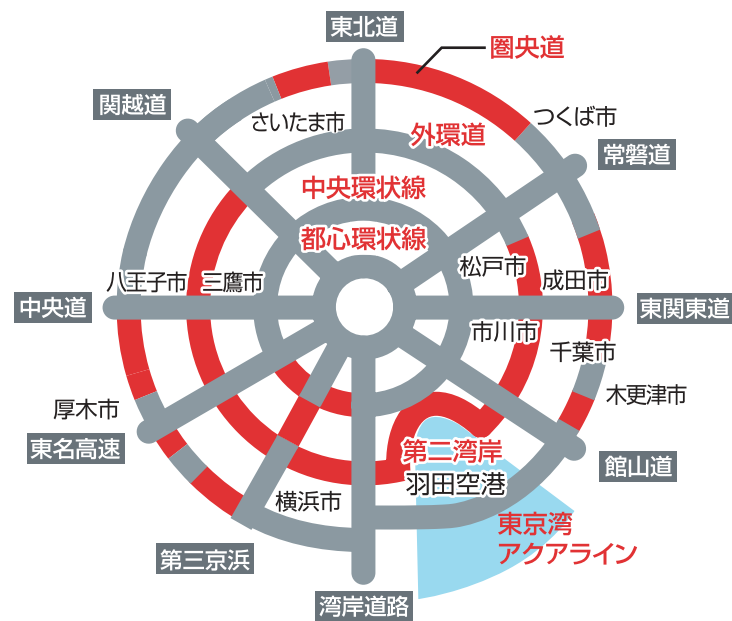 東北道
圏央道
関越道
さいたま市
つくば市
外環道
常磐道
中央環状線
都心環状線
松戸市
成田市
八王子市
三鷹市
中央道
東関東道
市川市
千葉市
木更津市
厚木市
東名高速
第二湾岸
館山道
羽田空港
横浜市
東京湾
アクアライン
第三京浜
湾岸道路